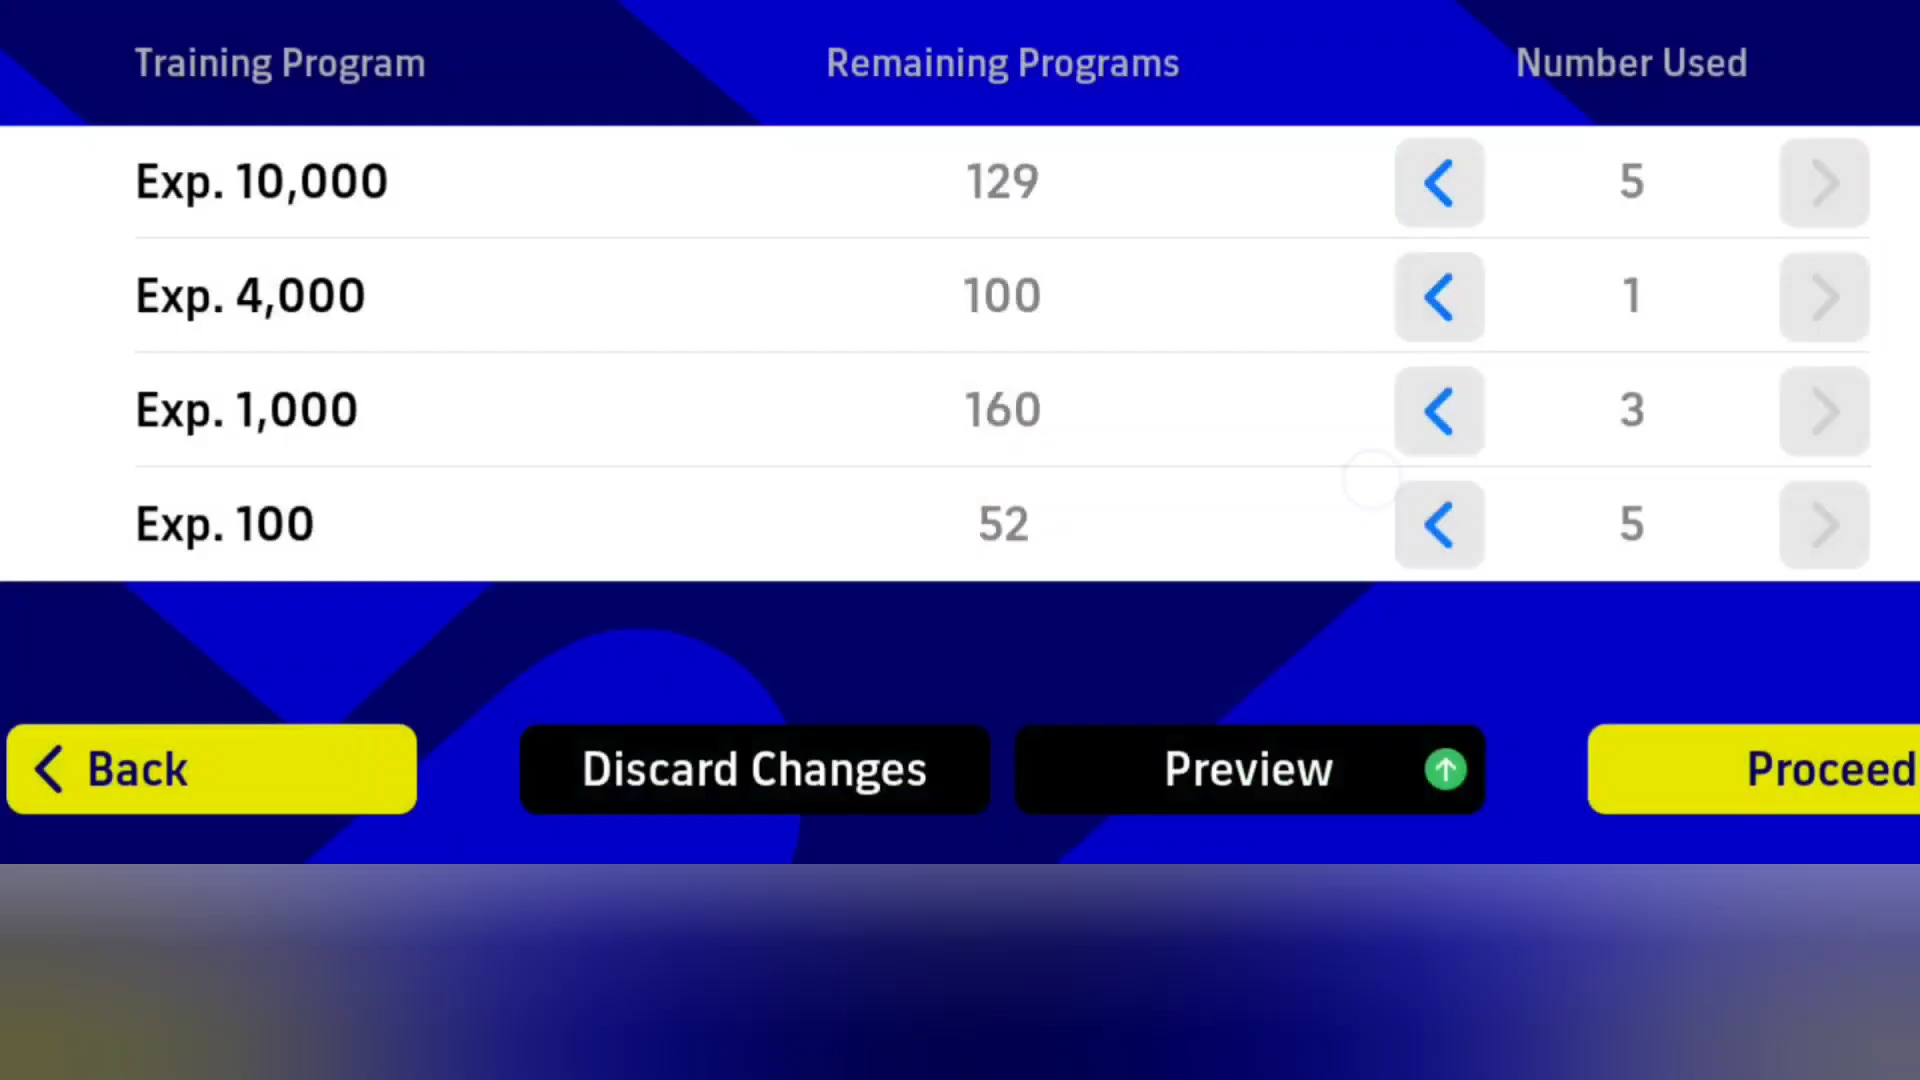 Training Program Remaining Programs Number Used
Exp. 10,000 129 5
Exp. 4,000 100 1
Exp. 1,000 160 3
Exp. 100 52 5
Back Discard Changes Preview Proceed